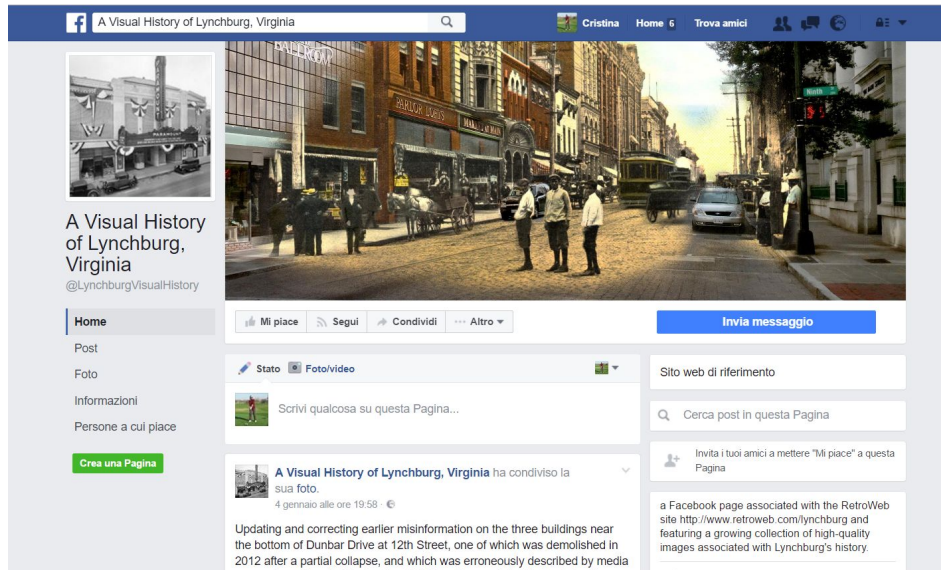 A Visual History of Lynchburg, Virginia
Cristina Home 6 Trova amici
BALLROOM
PARLOR LOFTS
MAKING AT MAIN
Ninth
PARAMOUNT
A Visual History
of Lynchburg,
Virginia
@LynchburgVisualHistory
Home
Post
Foto
Informazioni
Persone a cui piace
Crea una Pagina
Mi piace Segui Condividi Altro
Invia messaggio
Stato Foto/video
Scrivi qualcosa su questa Pagina...
A Visual History of Lynchburg, Virginia ha condiviso la
sua foto.
4 gennaio alle ore 19:58 ·
Updating and correcting earlier misinformation on the three buildings near
the bottom of Dunbar Drive at 12th Street, one of which was demolished in
2012 after a partial collapse, and which was erroneously described by media
Sito web di riferimento
Cerca post in questa Pagina
Invita i tuoi amici a mettere "Mi piace" a questa
Pagina
a Facebook page associated with the RetroWeb
site http://www.retroweb.com/lynchburg and
featuring a growing collection of high-quality
images associated with Lynchburg's history.